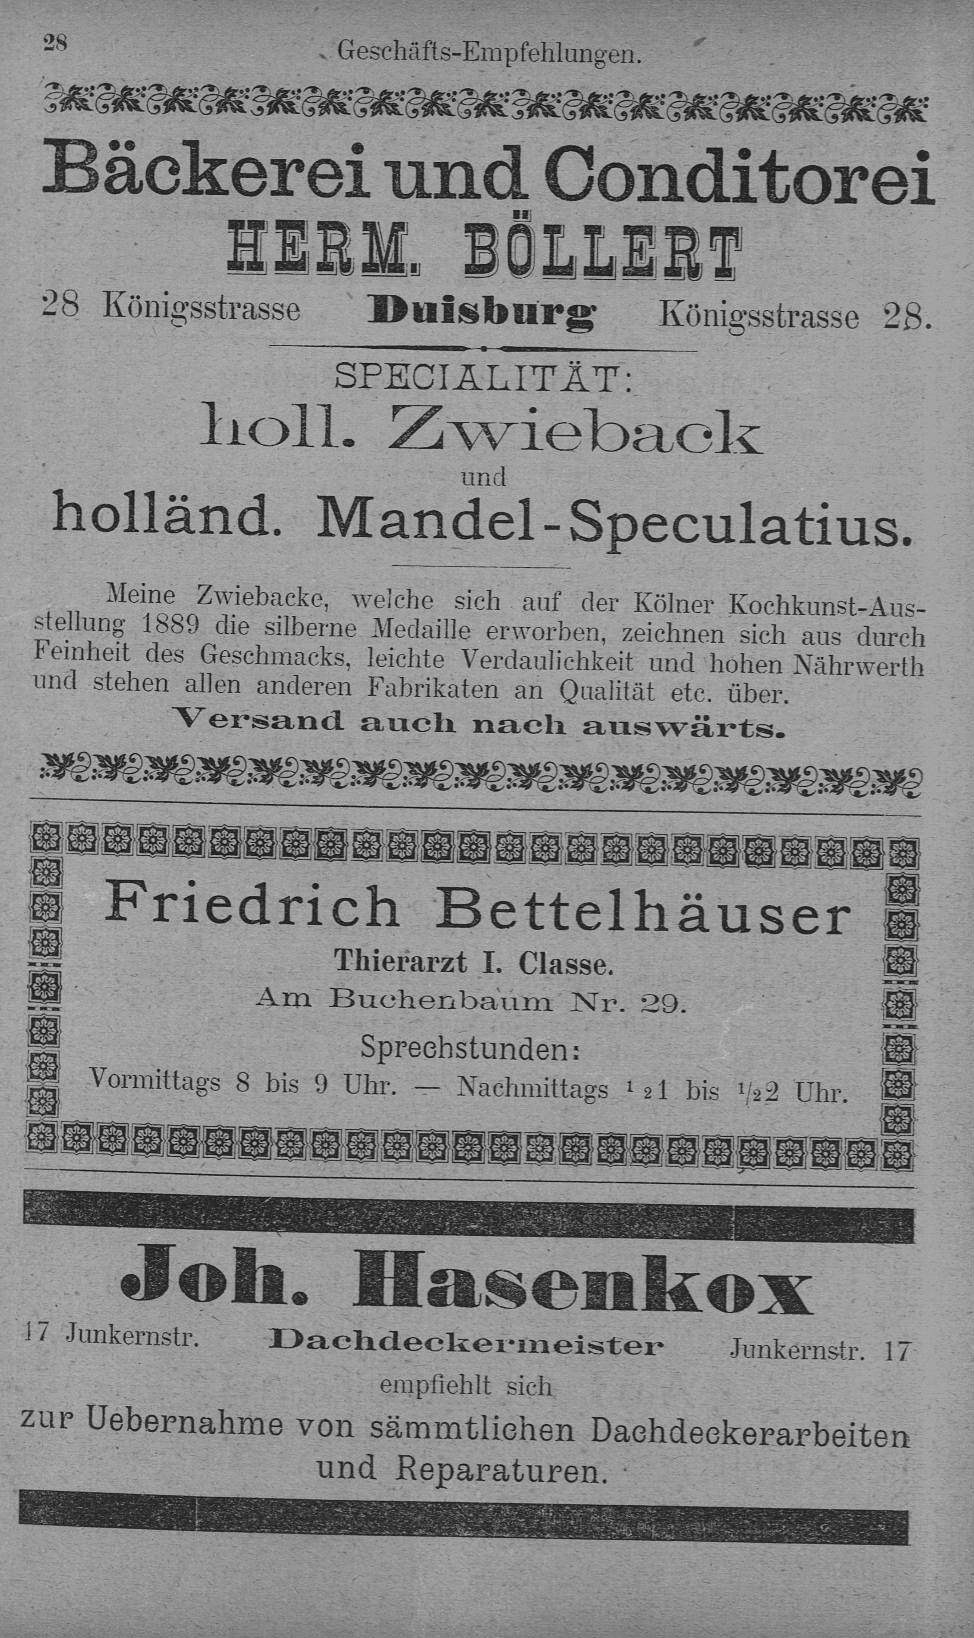 28
Geschäfts-Empfehlungen.
Bäckerei und Conditorei
HERM. BÖLLERT
28 Königsstrasse Duisburg Königsstrasse 28.
SPECIALITÄT:
holl. Zwieback
und
holländ. Mandel-Speculatius.
Meine Zwiebacke, welche sich auf der Kölner Kochkunst-Aus-
stellung 1889 die silberne Medaille erworben, zeichnen sich aus durch
Feinheit des Geschmacks, leichte Verdaulichkeit und hohen Nährwerth
und stehen allen anderen Fabrikaten an Qualität etc. über.
Versand auch nach auswärts.
Friedrich Bettelhäuser
Thierarzt I. Classe.
Am Buchenbaum Nr. 29.
Sprechstunden:
Vormittags 8 bis 9 Uhr. — Nachmittags 1/21 bis 1/22 Uhr.
Joh. Hasenkox
17 Junkernstr. Dachdeckermeister Junkernstr. 17
empfiehlt sich
zur Uebernahme von sämmtlichen Dachdeckerarbeiten
und Reparaturen.